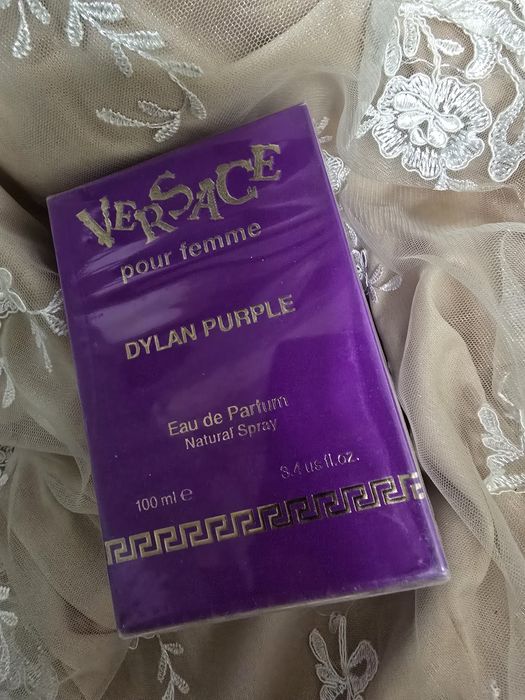 VERSACE
pour femme
DYLAN PURPLE
Eau de Parfum
Natural Spray
100 ml e 3.4 us fl.oz.